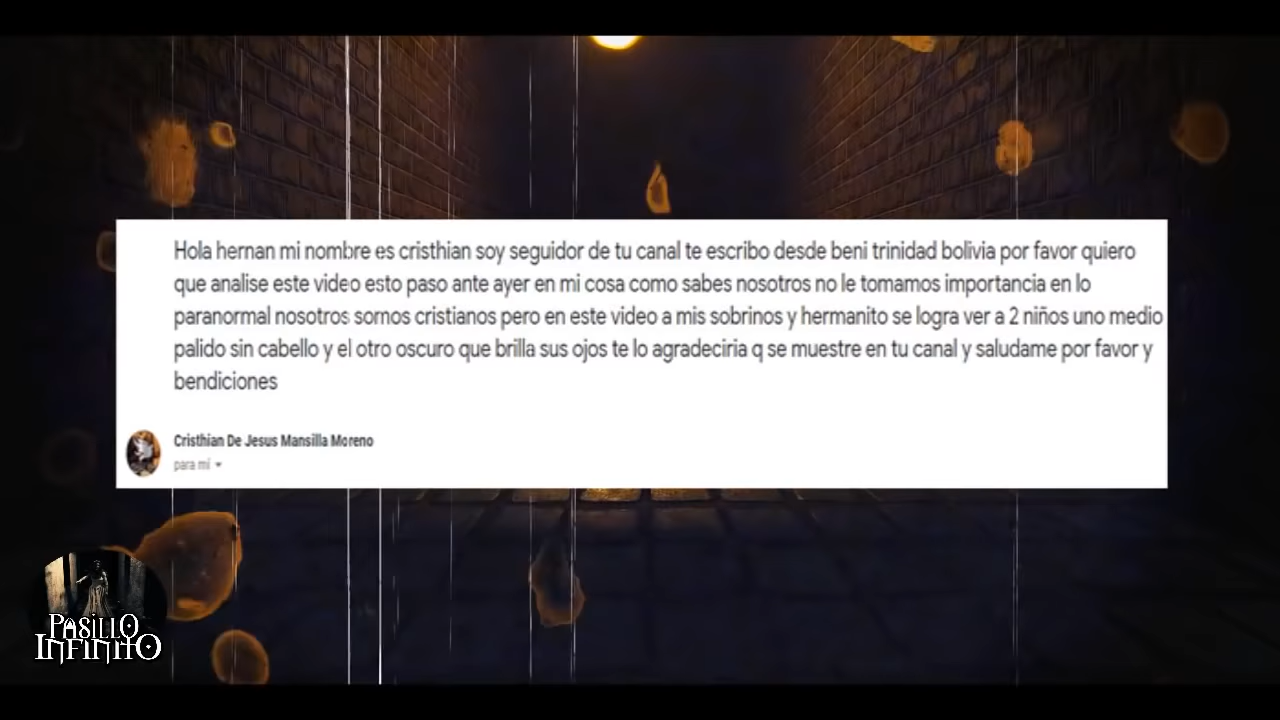 Hola hernan mi nombre es cristhian soy seguidor de tu canal te escribo desde beni trinidad bolivia por favor quiero
que analise este video esto paso ante ayer en mi cosa como sabes nosotros no le tomamos importancia en lo
paranormal nosotros somos cristianos pero en este video a mis sobrinos y hermanito se logra ver a 2 niños uno medio
palido sin cabello y el otro oscuro que brilla sus ojos te lo agradeciria q se muestre en tu canal y saludame por favor y
bendiciones
Cristhian De Jesus Mansilla Moreno
para mí
PASILLO
INFINITO